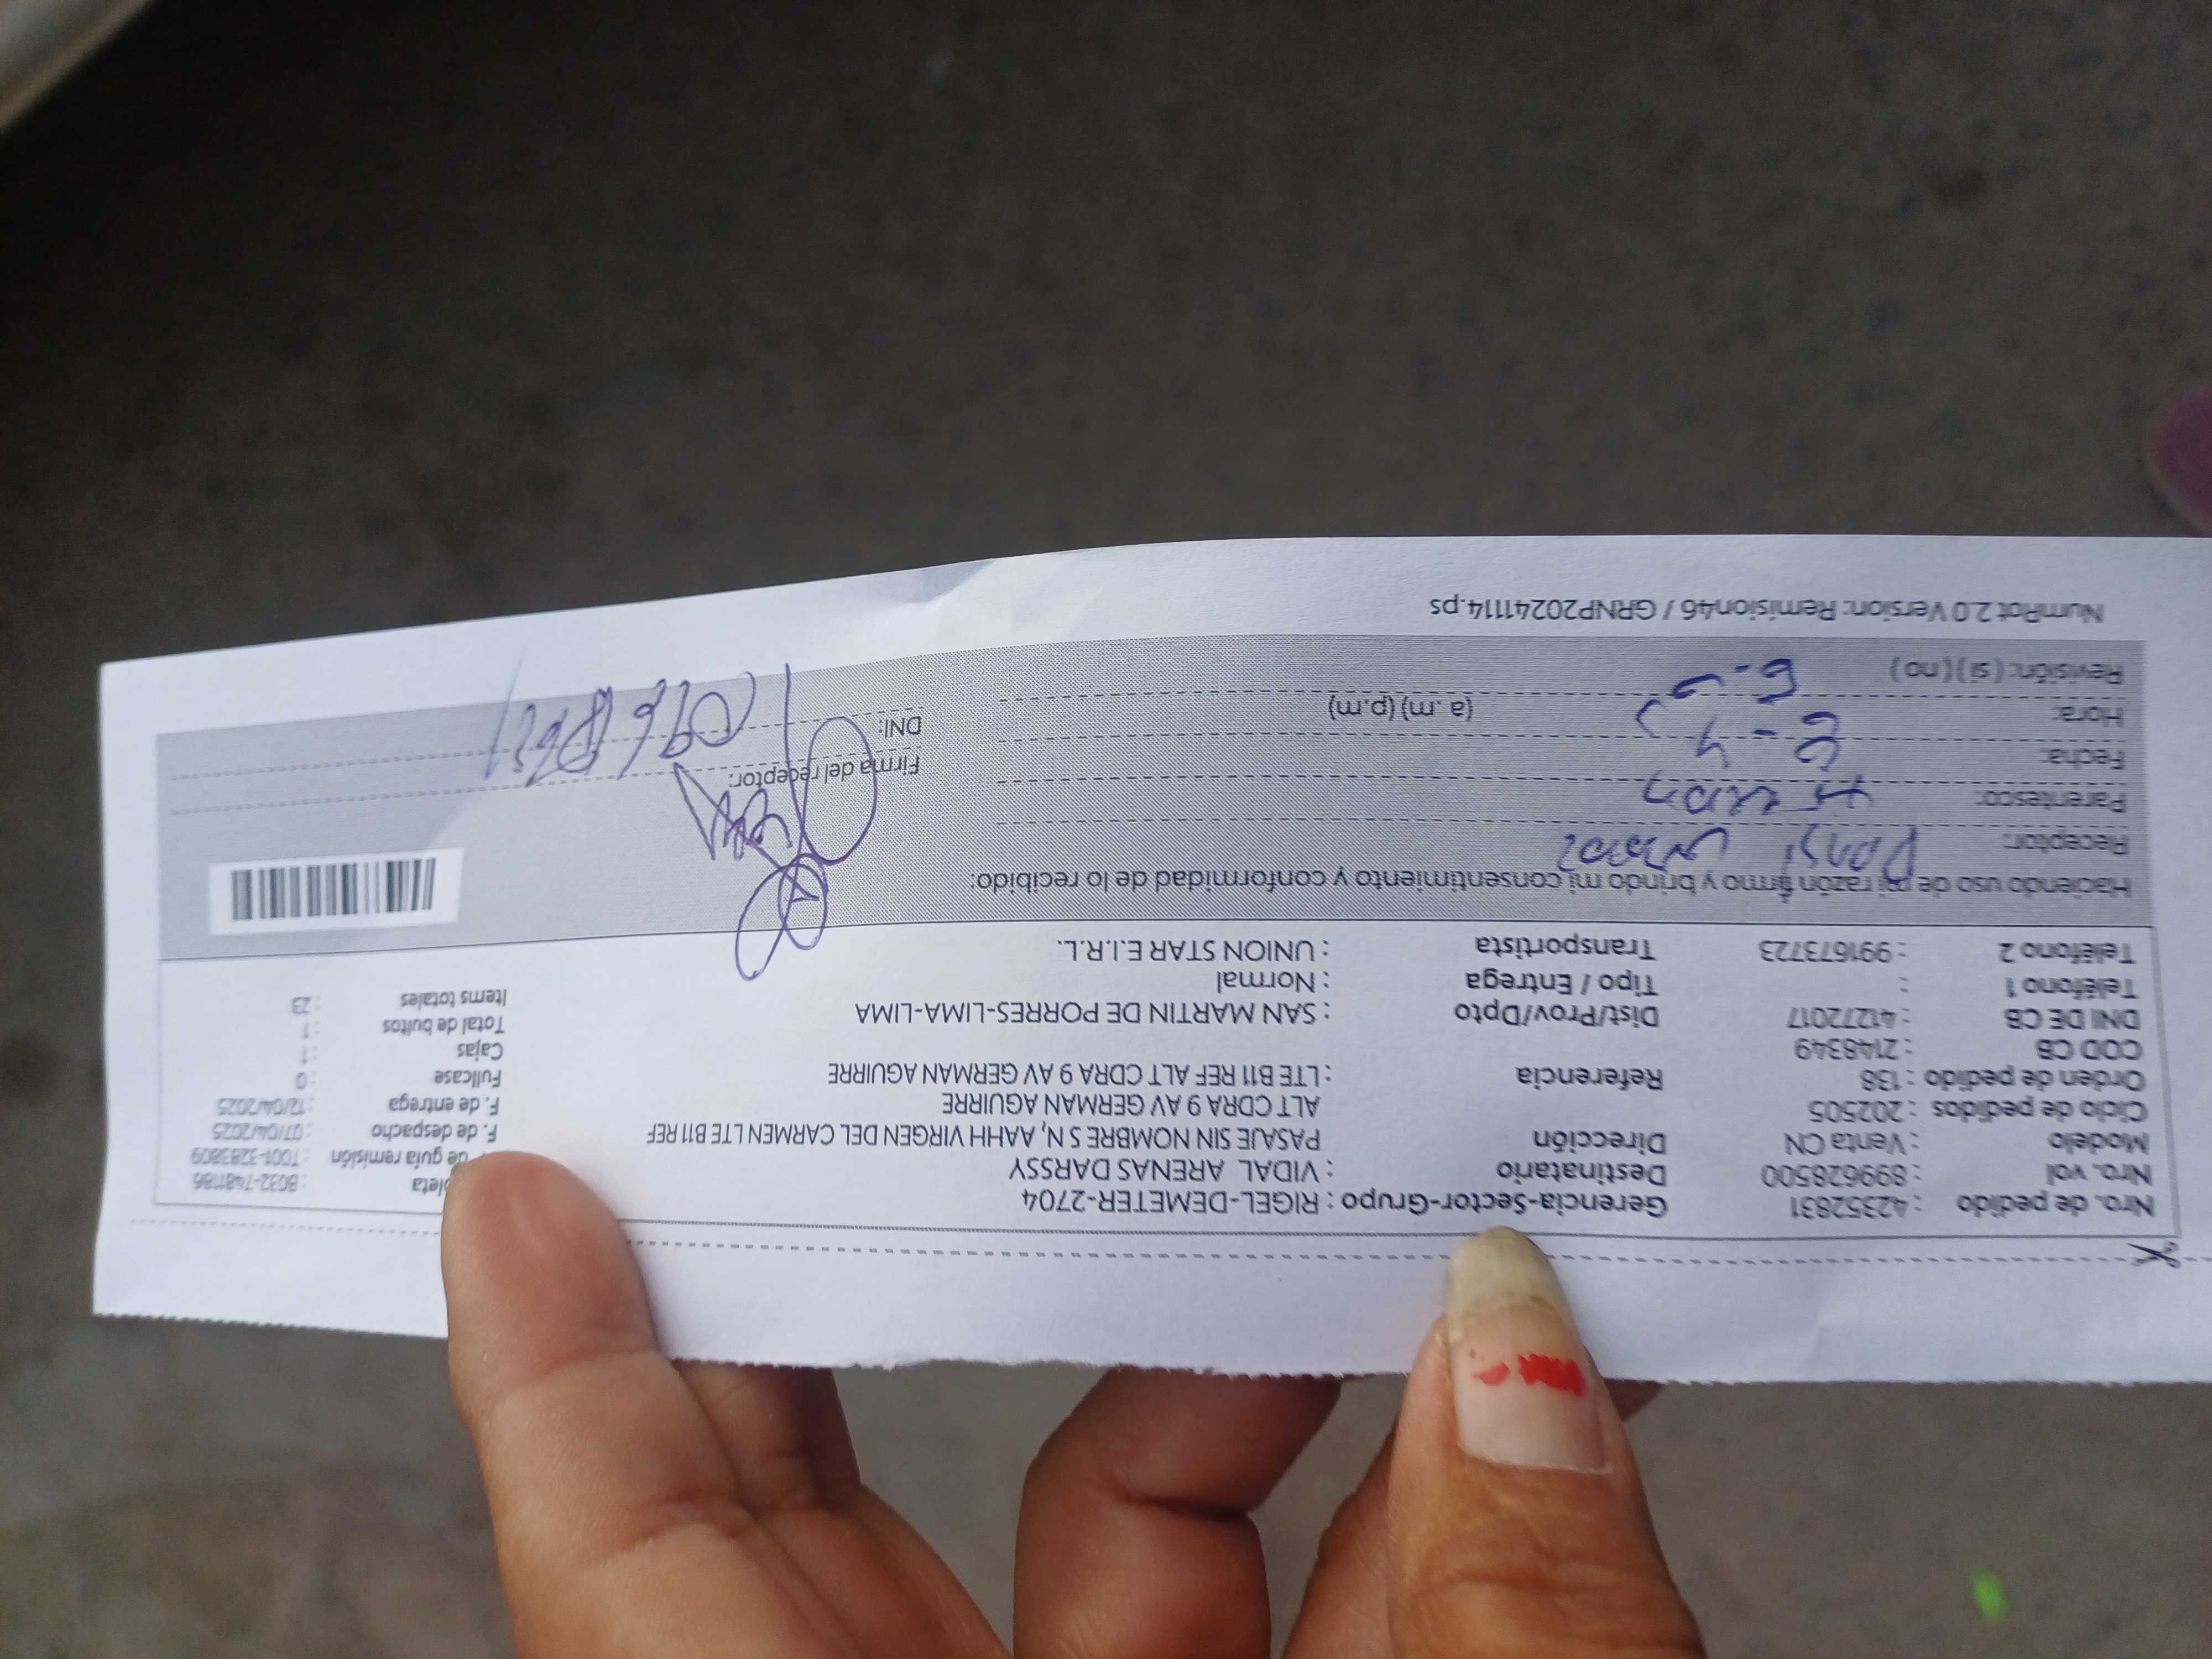 Nro. de pedido : 42352831 Gerencia-Sector-Grupo : RIGEL-DEMETER-2704
Nro. vol : 899628500 Destinatario : VIDAL ARENAS DARSSY
Modelo : Venta CN Dirección PASAJE SIN NOMBRE S N, AAHH VIRGEN DEL CARMEN LTE B11 REF
Ciclo de pedidos : 202505 ALT CDRA 9 AV GERMAN AGUIRRE
Orden de pedido : 138 Referencia : LTE B11 REF ALT CDRA 9 AV GERMAN AGUIRRE
COD CB : 2148349
DNI DE CB : 41272017 Dist/Prov/Dpto : SAN MARTIN DE PORRES-LIMA-LIMA
Teléfono 1 : Tipo / Entrega : Normal
Teléfono 2 : 991673723 Transportista : UNION STAR E.I.R.L.
leta : B032-7481186
de guía remisión : T001-3283809
F. de despacho : 07/04/2025
F. de entrega : 12/04/2025
Fullcase : 0
Cajas : 1
Total de bultos : 1
Items totales : 23
Haciendo uso de mi razón firmo y brindo mi consentimiento y conformidad de lo recibido:
Receptor:
Parentesco:
Fecha:
Hora: (a. m) (p.m)
Revisión: ( si ) ( no )
Firma del receptor:
DNI:
NumRot 2.0 Version: Remision46 / GRNP20241114.ps